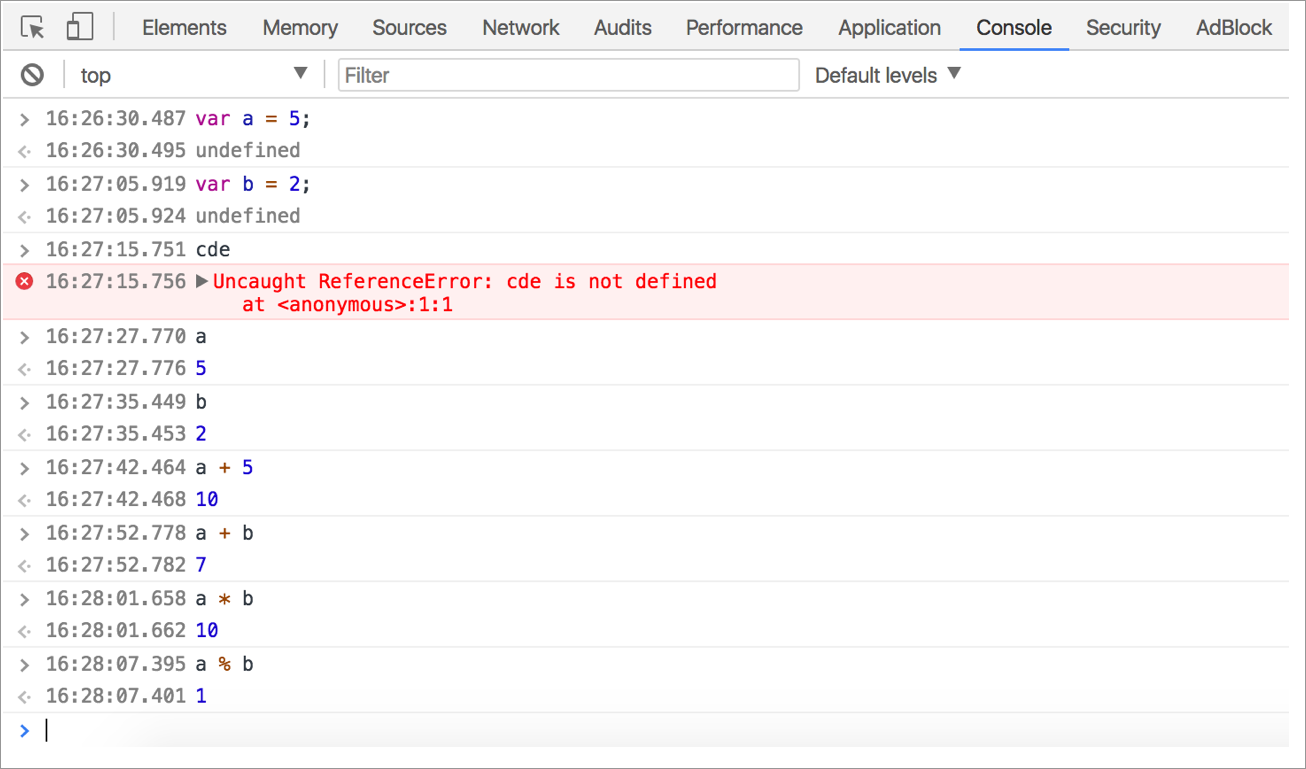 Elements Memory Sources Network Audits Performance Application Console Security AdBlock
top Filter Default levels
16:26:30.487 var a = 5;
16:26:30.495 undefined
16:27:05.919 var b = 2;
16:27:05.924 undefined
16:27:15.751 cde
16:27:15.756 Uncaught ReferenceError: cde is not defined
at <anonymous>:1:1
16:27:27.770 a
16:27:27.776 5
16:27:35.449 b
16:27:35.453 2
16:27:42.464 a + 5
16:27:42.468 10
16:27:52.778 a + b
16:27:52.782 7
16:28:01.658 a * b
16:28:01.662 10
16:28:07.395 a % b
16:28:07.401 1